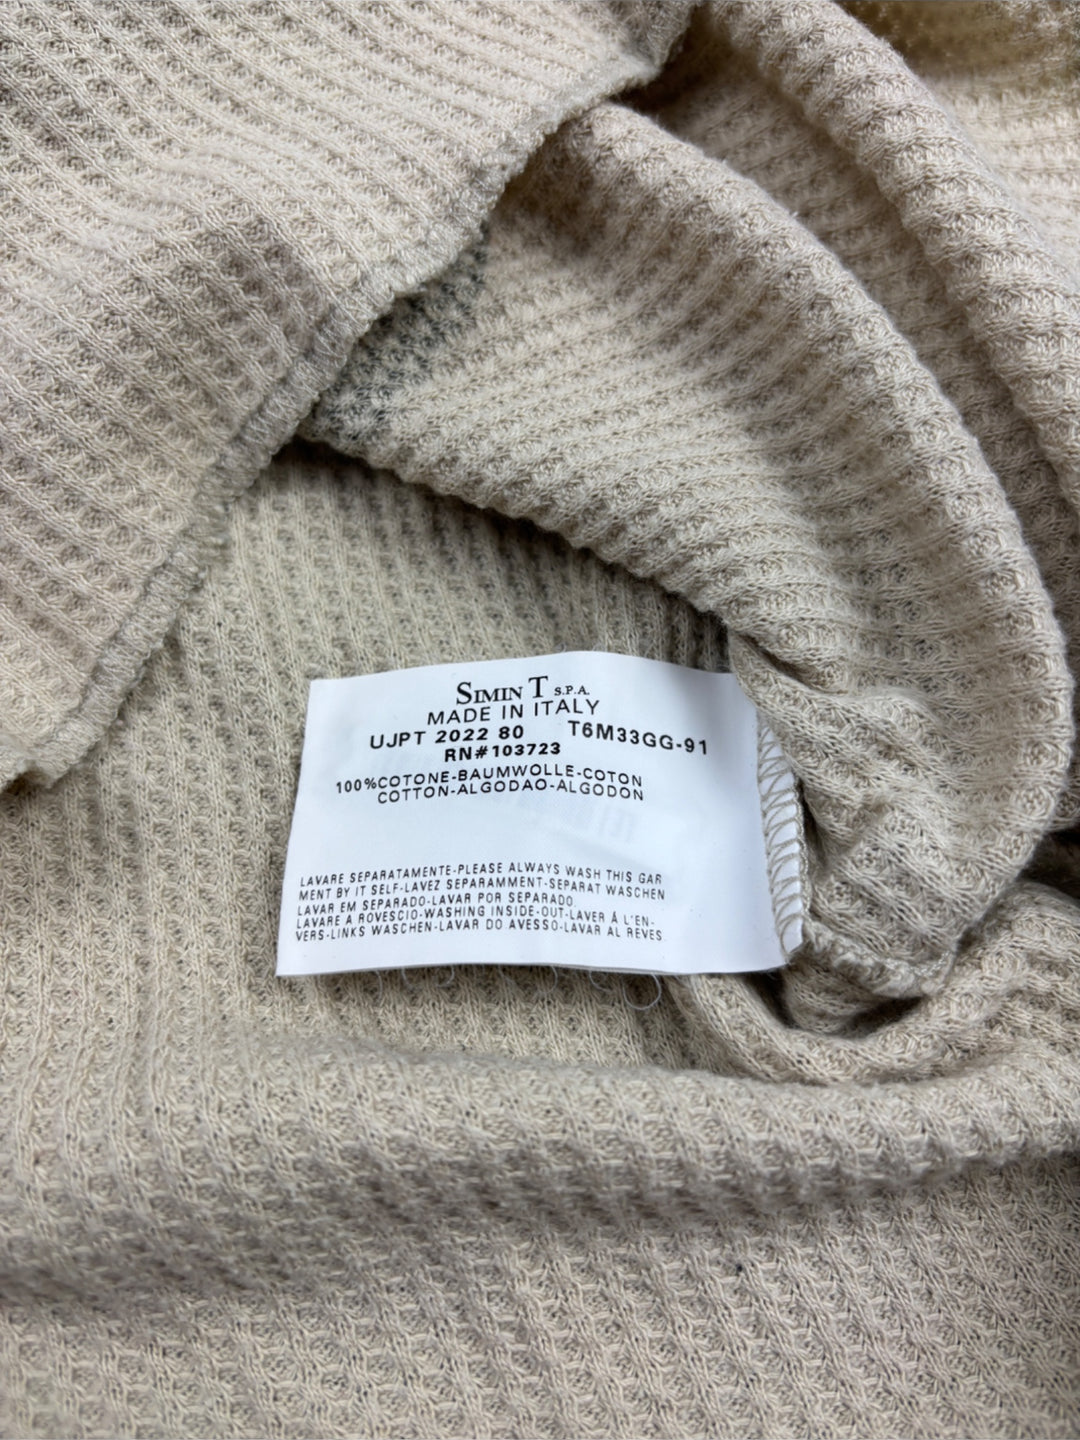 SIMIN T S.P.A.
MADE IN ITALY
UJPT 2022 80 T6M33GG-91
RN#103723
100%COTONE-BAUMWOLLE-COTON
COTTON-ALGODAO-ALGODON
LAVARE SEPARATAMENTE-PLEASE ALWAYS WASH THIS GAR
MENT BY IT SELF-LAVEZ SEPARAMMENT-SEPARAT WASCHEN
LAVAR EM SEPARADO-LAVAR POR SEPARADO.
LAVARE A ROVESCIO-WASHING INSIDE-OUT-LAVER Á L'EN-
VERS-LINKS WASCHEN-LAVAR DO AVESSO-LAVAR AL REVES